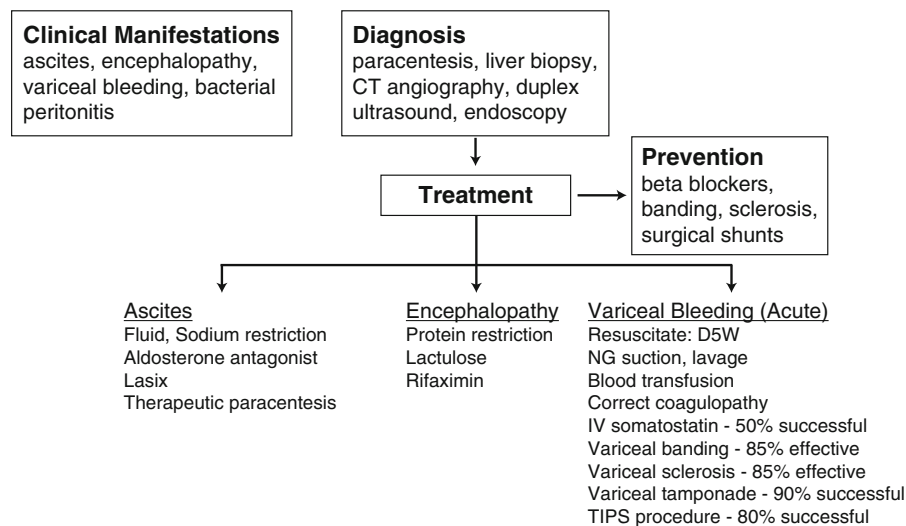 Clinical Manifestations
ascites, encephalopathy,
variceal bleeding, bacterial
peritonitis
Diagnosis
paracentesis, liver biopsy,
CT angiography, duplex
ultrasound, endoscopy
Treatment
Prevention
beta blockers,
banding, sclerosis,
surgical shunts
Ascites
Fluid, Sodium restriction
Aldosterone antagonist
Lasix
Therapeutic paracentesis
Encephalopathy
Protein restriction
Lactulose
Rifaximin
Variceal Bleeding (Acute)
Resuscitate: D5W
NG suction, lavage
Blood transfusion
Correct coagulopathy
IV somatostatin - 50% successful
Variceal banding - 85% effective
Variceal sclerosis - 85% effective
Variceal tamponade - 90% successful
TIPS procedure - 80% successful